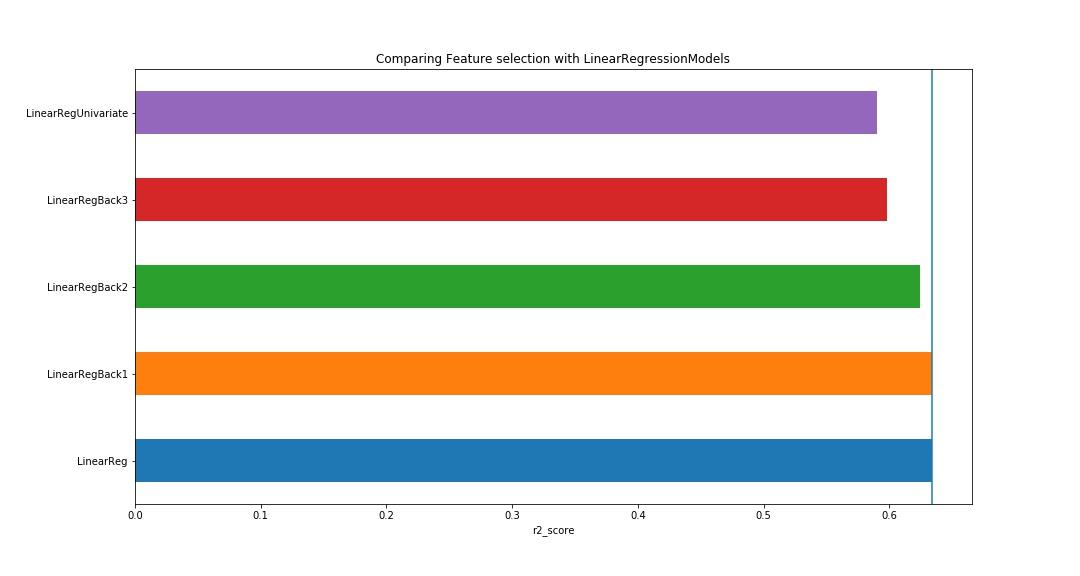 Comparing Feature selection with LinearRegressionModels
LinearRegUnivariate
LinearRegBack3
LinearRegBack2
LinearRegBack1
LinearReg
0.0 0.1 0.2 0.3 0.4 0.5 0.6
r2_score